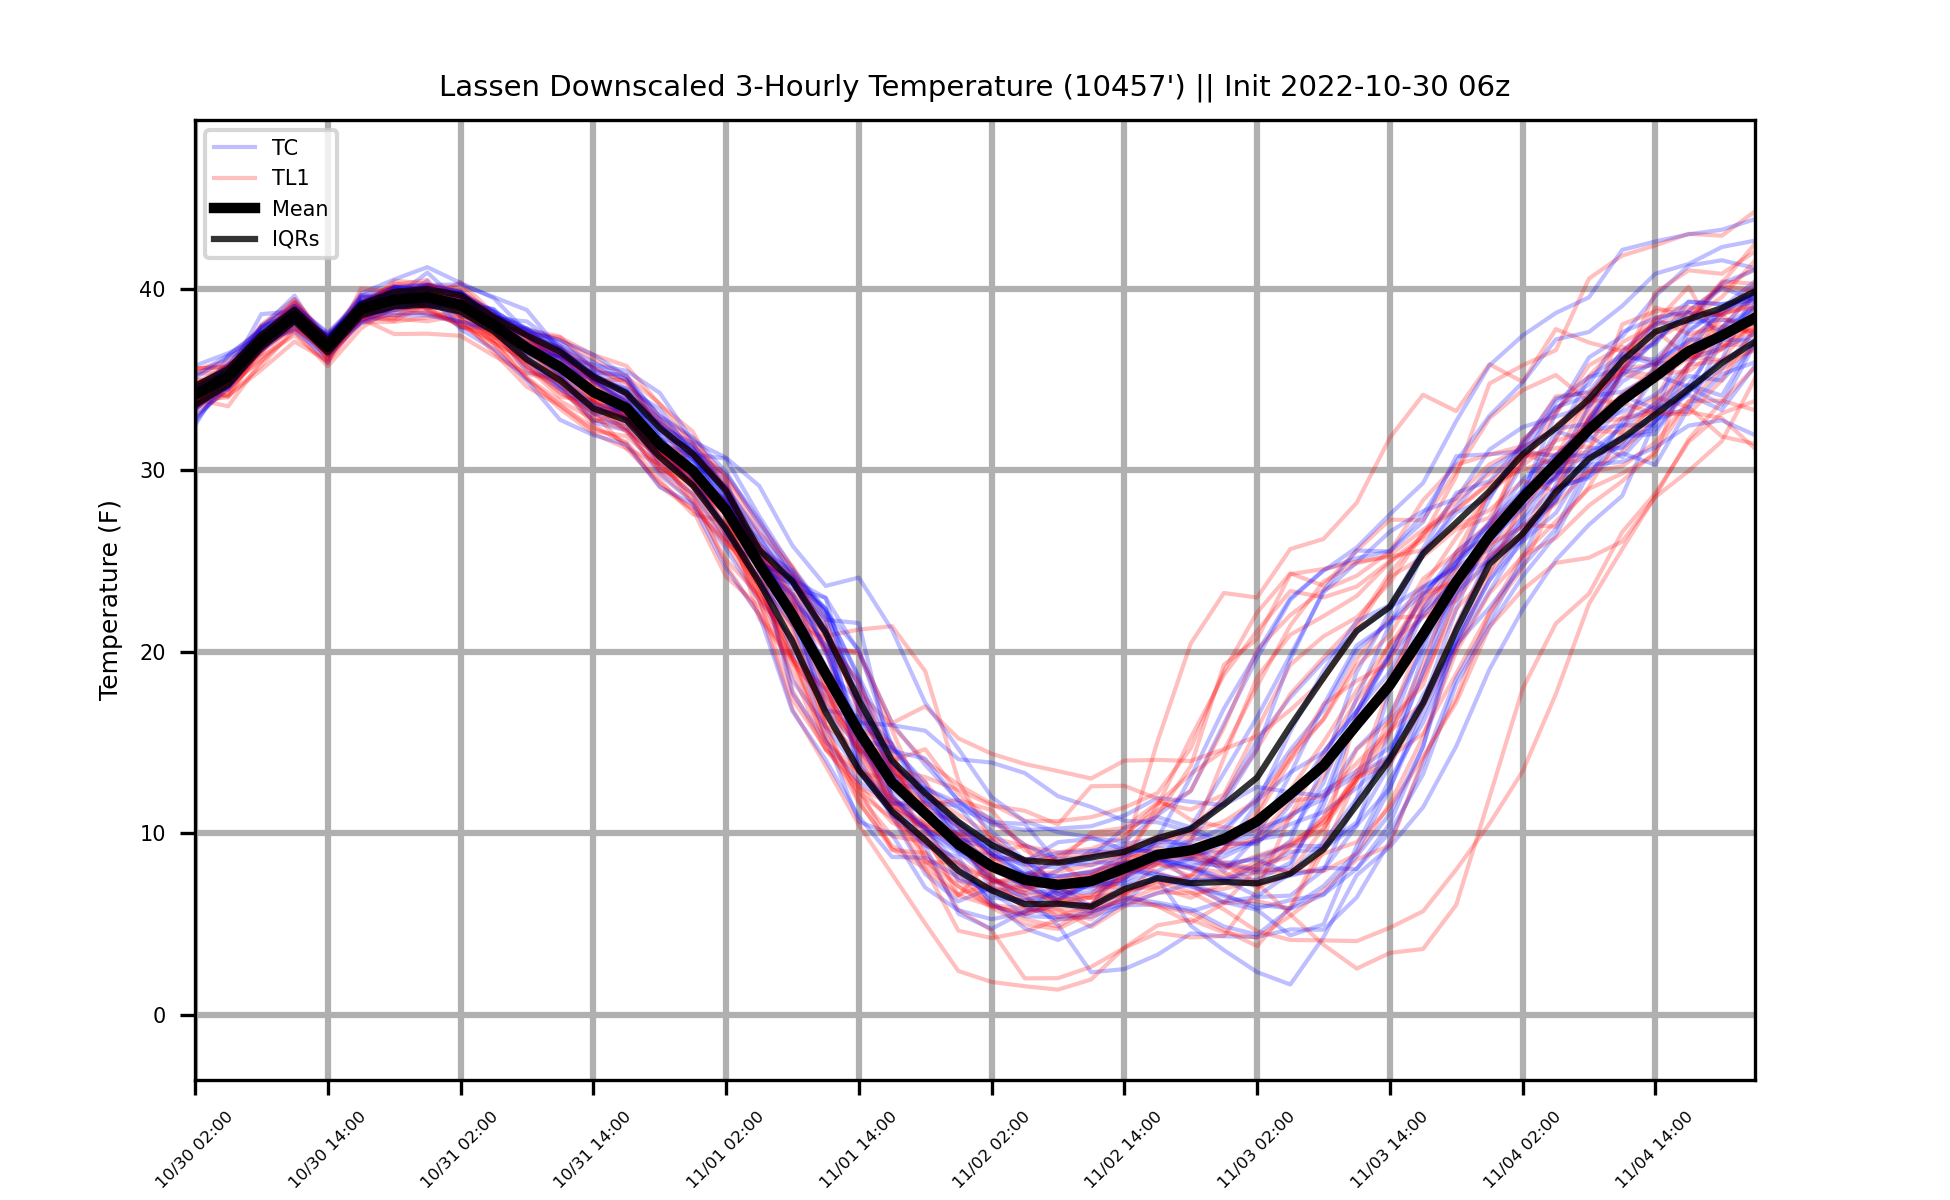 Lassen Downscaled 3-Hourly Temperature (10457') || Init 2022-10-30 06z
TC
TL1
Mean
IQRs
Temperature (F)
40
30
20
10
0
10/30 02:00
10/30 14:00
10/31 02:00
10/31 14:00
11/01 02:00
11/01 14:00
11/02 02:00
11/02 14:00
11/03 02:00
11/03 14:00
11/04 02:00
11/04 14:00